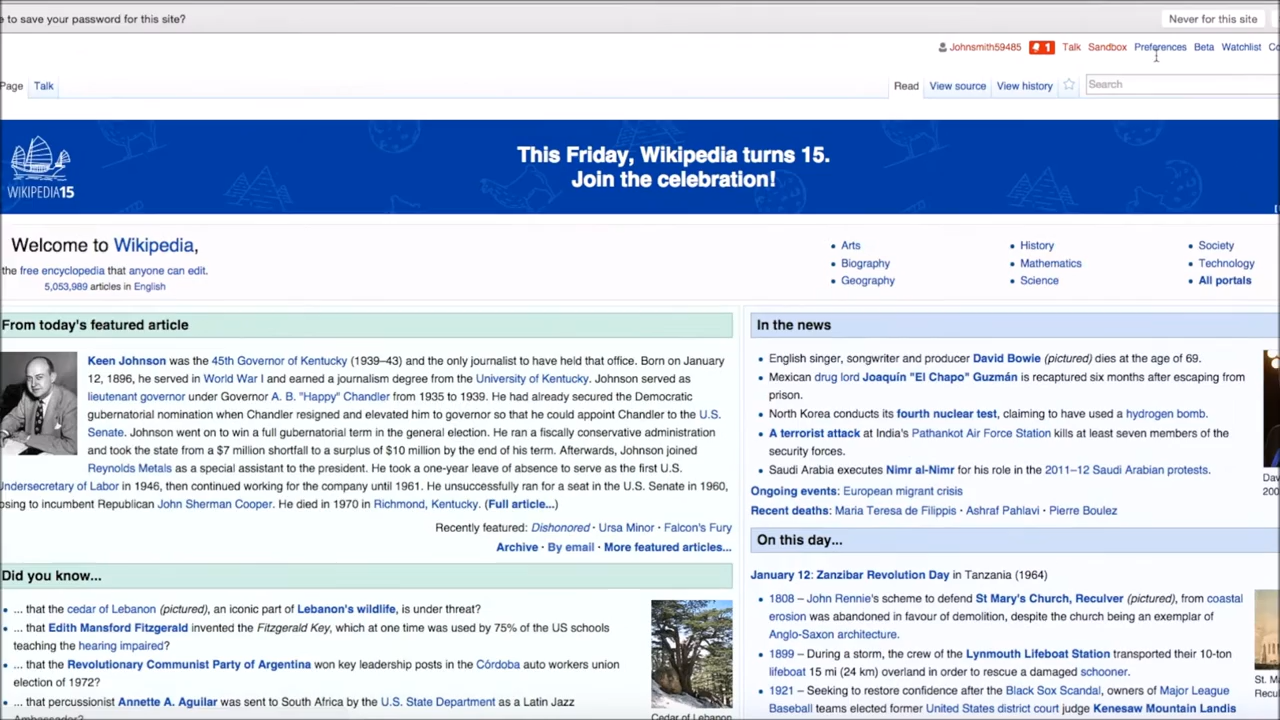 e to save your password for this site?
Never for this site
Johnsmith59485
1
Talk
Sandbox
Preferences
Beta
Watchlist
Page
Talk
Read
View source
View history
Search
WIKIPEDIA15
This Friday, Wikipedia turns 15.
Join the celebration!
Welcome to Wikipedia,
the free encyclopedia that anyone can edit.
5,053,989 articles in English
Arts
Biography
Geography
History
Mathematics
Science
Society
Technology
All portals
From today's featured article
Keen Johnson was the 45th Governor of Kentucky (1939–43) and the only journalist to have held that office. Born on January
12, 1896, he served in World War I and earned a journalism degree from the University of Kentucky. Johnson served as
lieutenant governor under Governor A. B. "Happy" Chandler from 1935 to 1939. He had already secured the Democratic
gubernatorial nomination when Chandler resigned and elevated him to governor so that he could appoint Chandler to the U.S.
Senate. Johnson went on to win a full gubernatorial term in the general election. He ran a fiscally conservative administration
and took the state from a $7 million shortfall to a surplus of $10 million by the end of his term. Afterwards, Johnson joined
Reynolds Metals as a special assistant to the president. He took a one-year leave of absence to serve as the first U.S.
Undersecretary of Labor in 1946, then continued working for the company until 1961. He unsuccessfully ran for a seat in the U.S. Senate in 1960,
osing to incumbent Republican John Sherman Cooper. He died in 1970 in Richmond, Kentucky. (Full article...)
Recently featured: Dishonored · Ursa Minor · Falcon's Fury
Archive · By email · More featured articles...
Did you know...
... that the cedar of Lebanon (pictured), an iconic part of Lebanon's wildlife, is under threat?
... that Edith Mansford Fitzgerald invented the Fitzgerald Key, which at one time was used by 75% of the US schools
teaching the hearing impaired?
... that the Revolutionary Communist Party of Argentina won key leadership posts in the Córdoba auto workers union
election of 1972?
... that percussionist Annette A. Aguilar was sent to South Africa by the U.S. State Department as a Latin Jazz
Ambassador?
Cedar of Lebanon
In the news
English singer, songwriter and producer David Bowie (pictured) dies at the age of 69.
Mexican drug lord Joaquín "El Chapo" Guzmán is recaptured six months after escaping from
prison.
North Korea conducts its fourth nuclear test, claiming to have used a hydrogen bomb.
A terrorist attack at India's Pathankot Air Force Station kills at least seven members of the
security forces.
Saudi Arabia executes Nimr al-Nimr for his role in the 2011–12 Saudi Arabian protests.
Dav
200
Ongoing events: European migrant crisis
Recent deaths: Maria Teresa de Filippis · Ashraf Pahlavi · Pierre Boulez
On this day...
January 12: Zanzibar Revolution Day in Tanzania (1964)
1808 – John Rennie's scheme to defend St Mary's Church, Reculver (pictured), from coastal
erosion was abandoned in favour of demolition, despite the church being an exemplar of
Anglo-Saxon architecture.
1899 – During a storm, the crew of the Lynmouth Lifeboat Station transported their 10-ton
lifeboat 15 mi (24 km) overland in order to rescue a damaged schooner.
1921 – Seeking to restore confidence after the Black Sox Scandal, owners of Major League
Baseball teams elected former United States district court judge Kenesaw Mountain Landis
St. M
Recu